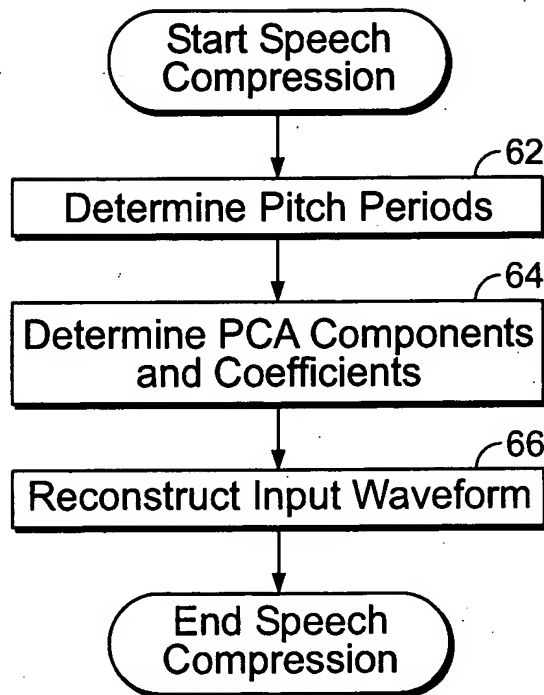 Start Speech
Compression
62
Determine Pitch Periods
64
Determine PCA Components
and Coefficients
66
Reconstruct Input Waveform
End Speech
Compression